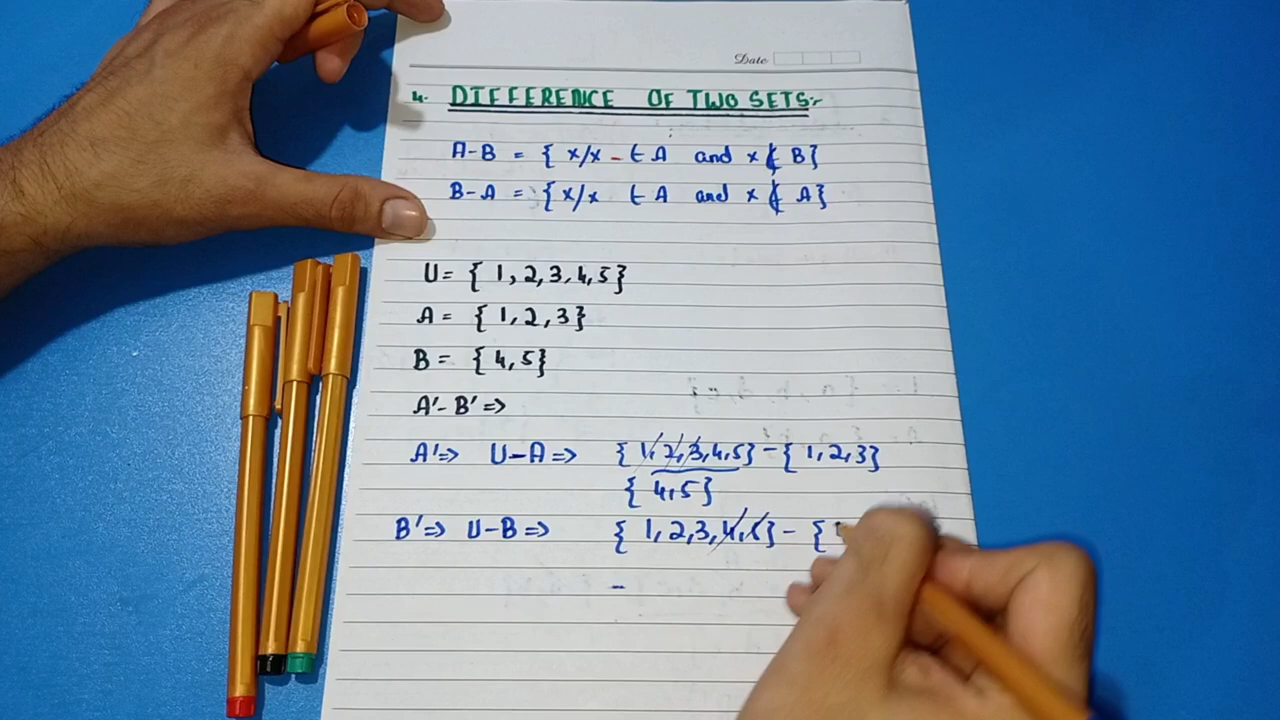 Date
4. DIFFERENCE OF TWO SETS:-
A-B = { x/x - ∈ A and x ∉ B}
B-A = {x/x ∈ A and x ∉ A}
U = { 1, 2, 3, 4, 5}
A = { 1, 2, 3}
B = { 4, 5}
A'- B' ⇒
A' ⇒ U-A ⇒ { 1, 2, 3, 4, 5} - { 1, 2, 3}
{ 4, 5}
B' ⇒ U-B ⇒ { 1, 2, 3, 4, 5} - {
-